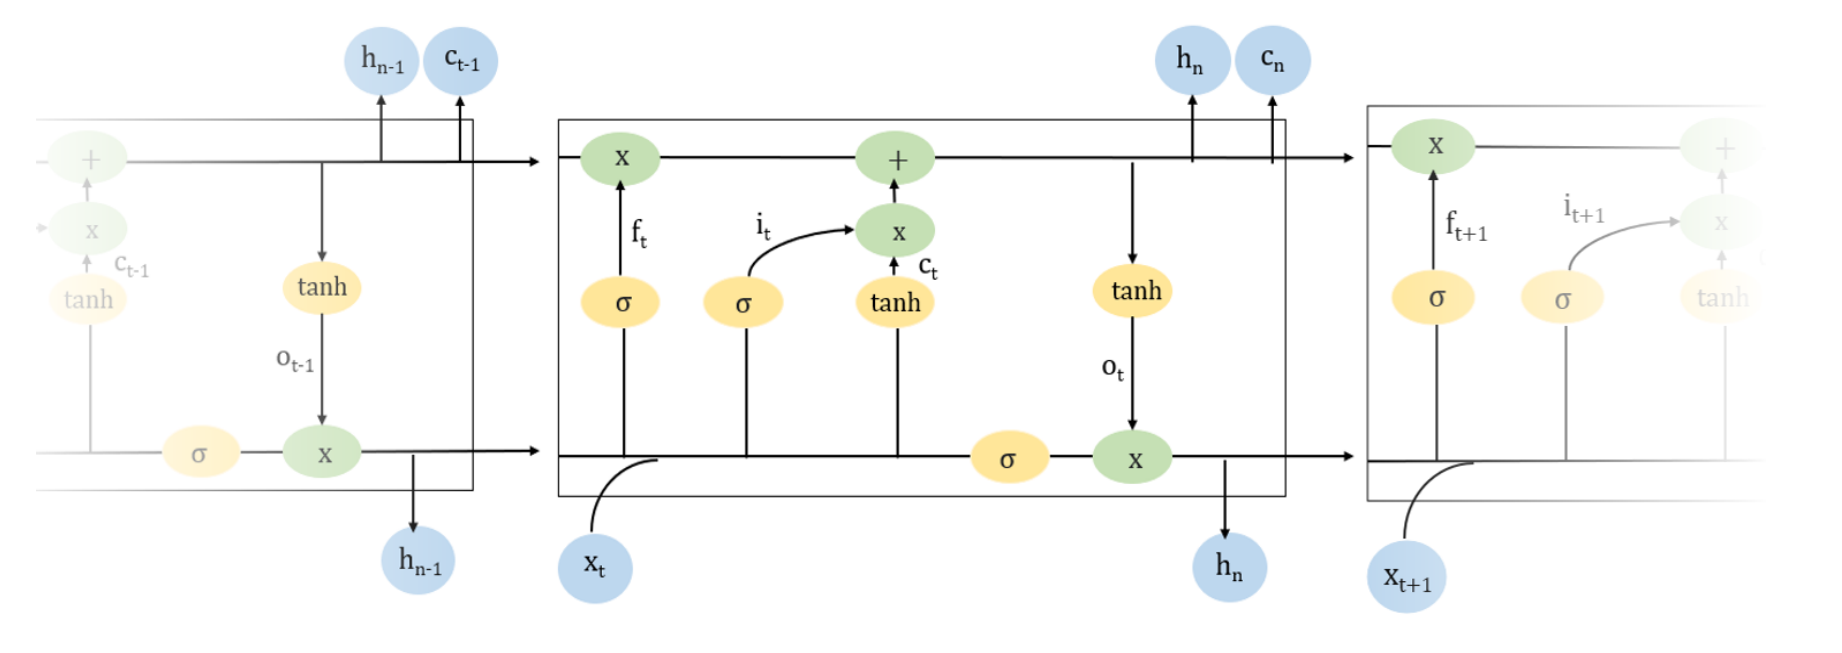 h_{n-1} c_{t-1} h_n c_n
+ x + x +
x f_t i_t x f_{t+1} i_{t+1} x
c_{t-1} c_t
tanh tanh σ σ tanh tanh σ σ tanh
o_{t-1} o_t
σ x σ x
h_{n-1} x_t h_n x_{t+1}